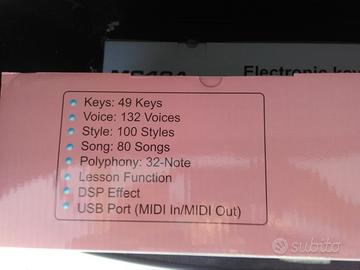 Electronic key
Keys: 49 Keys
Voice: 132 Voices
Style: 100 Styles
Song: 80 Songs
Polyphony: 32-Note
Lesson Function
DSP Effect
USB Port (MIDI In/MIDI Out)
subito